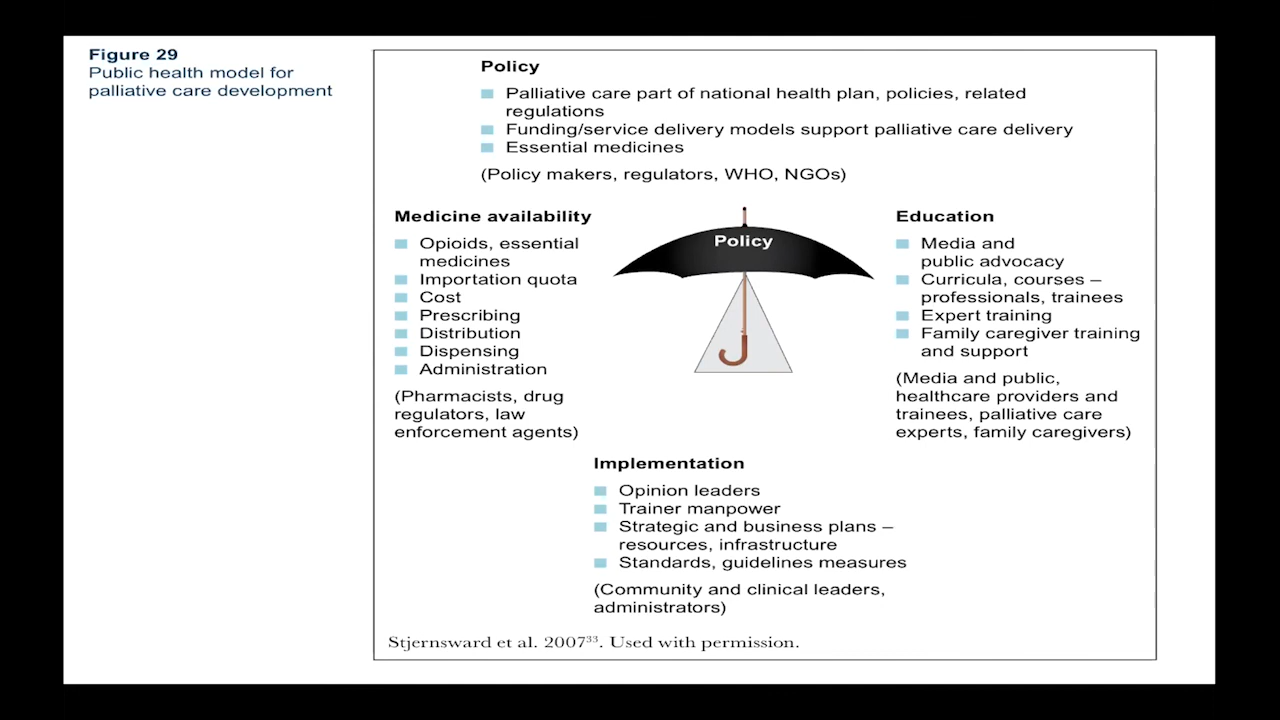 Figure 29
Public health model for
palliative care development
Policy
Palliative care part of national health plan, policies, related
regulations
Funding/service delivery models support palliative care delivery
Essential medicines
(Policy makers, regulators, WHO, NGOs)
Medicine availability
Opioids, essential
medicines
Importation quota
Cost
Prescribing
Distribution
Dispensing
Administration
(Pharmacists, drug
regulators, law
enforcement agents)
Policy
Education
Media and
public advocacy
Curricula, courses –
professionals, trainees
Expert training
Family caregiver training
and support
(Media and public,
healthcare providers and
trainees, palliative care
experts, family caregivers)
Implementation
Opinion leaders
Trainer manpower
Strategic and business plans –
resources, infrastructure
Standards, guidelines measures
(Community and clinical leaders,
administrators)
Stjernsward et al. 2007³³. Used with permission.